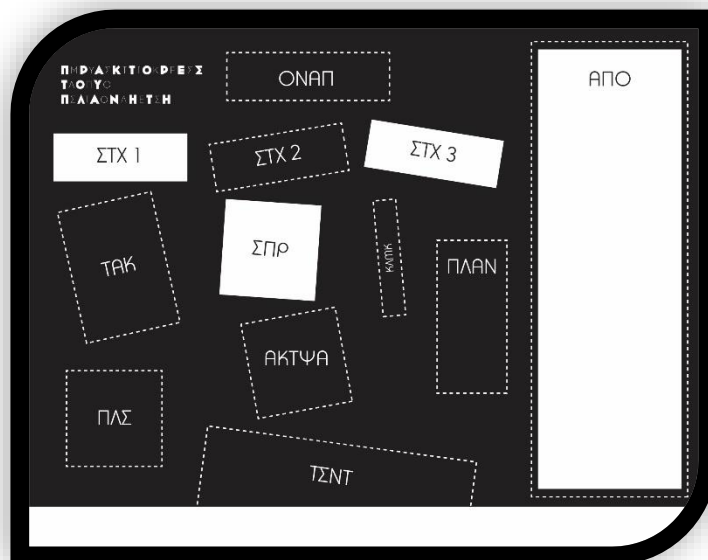 ΟΝΑΠ
ΑΠΟ
ΣΤΧ 1
ΣΤΧ 2
ΣΤΧ 3
ΤΑΚ
ΣΠΡ
ΠΛΑΝ
ΑΚΤΨΑ
ΠΛΣ
ΤΣΝΤ